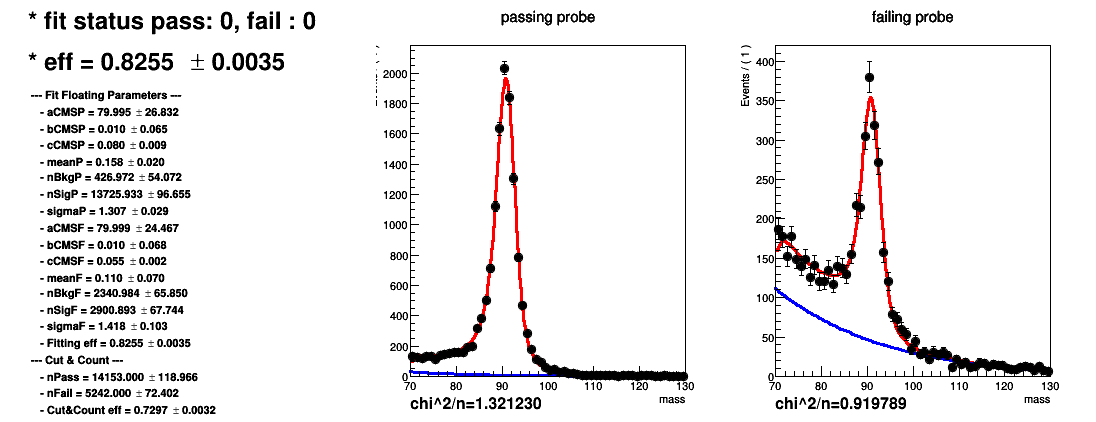 * fit status pass: 0, fail : 0
* eff = 0.8255 ± 0.0035
--- Fit Floating Parameters ---
- aCMSP = 79.995 ± 26.832
- bCMSP = 0.010 ± 0.065
- cCMSP = 0.080 ± 0.009
- meanP = 0.158 ± 0.020
- nBkgP = 426.972 ± 54.072
- nSigP = 13725.933 ± 96.655
- sigmaP = 1.307 ± 0.029
- aCMSF = 79.999 ± 24.467
- bCMSF = 0.010 ± 0.068
- cCMSF = 0.055 ± 0.002
- meanF = 0.110 ± 0.070
- nBkgF = 2340.984 ± 65.850
- nSigF = 2900.893 ± 67.744
- sigmaF = 1.418 ± 0.103
- Fitting eff = 0.8255 ± 0.0035
--- Cut & Count ---
- nPass = 14153.000 ± 118.966
- nFail = 5242.000 ± 72.402
- Cut&Count eff = 0.7297 ± 0.0032
passing probe
2000
1800
1600
1400
1200
1000
800
600
400
200
0
70 80 90 100 110 120 130
mass
chi^2/n=1.321230
failing probe
Events / ( 1 )
400
350
300
250
200
150
100
50
0
70 80 90 100 110 120 130
mass
chi^2/n=0.919789